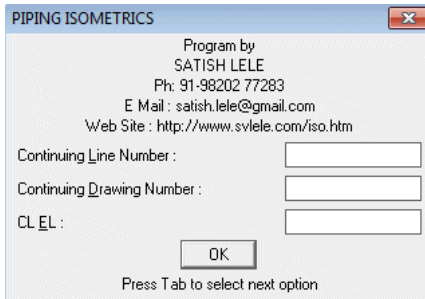 PIPING ISOMETRICS
Program by
SATISH LELE
Ph: 91-98202 77283
E Mail : satish.lele@gmail.com
Web Site : http://www.svlele.com/iso.htm
Continuing Line Number :
Continuing Drawing Number :
CL EL :
OK
Press Tab to select next option